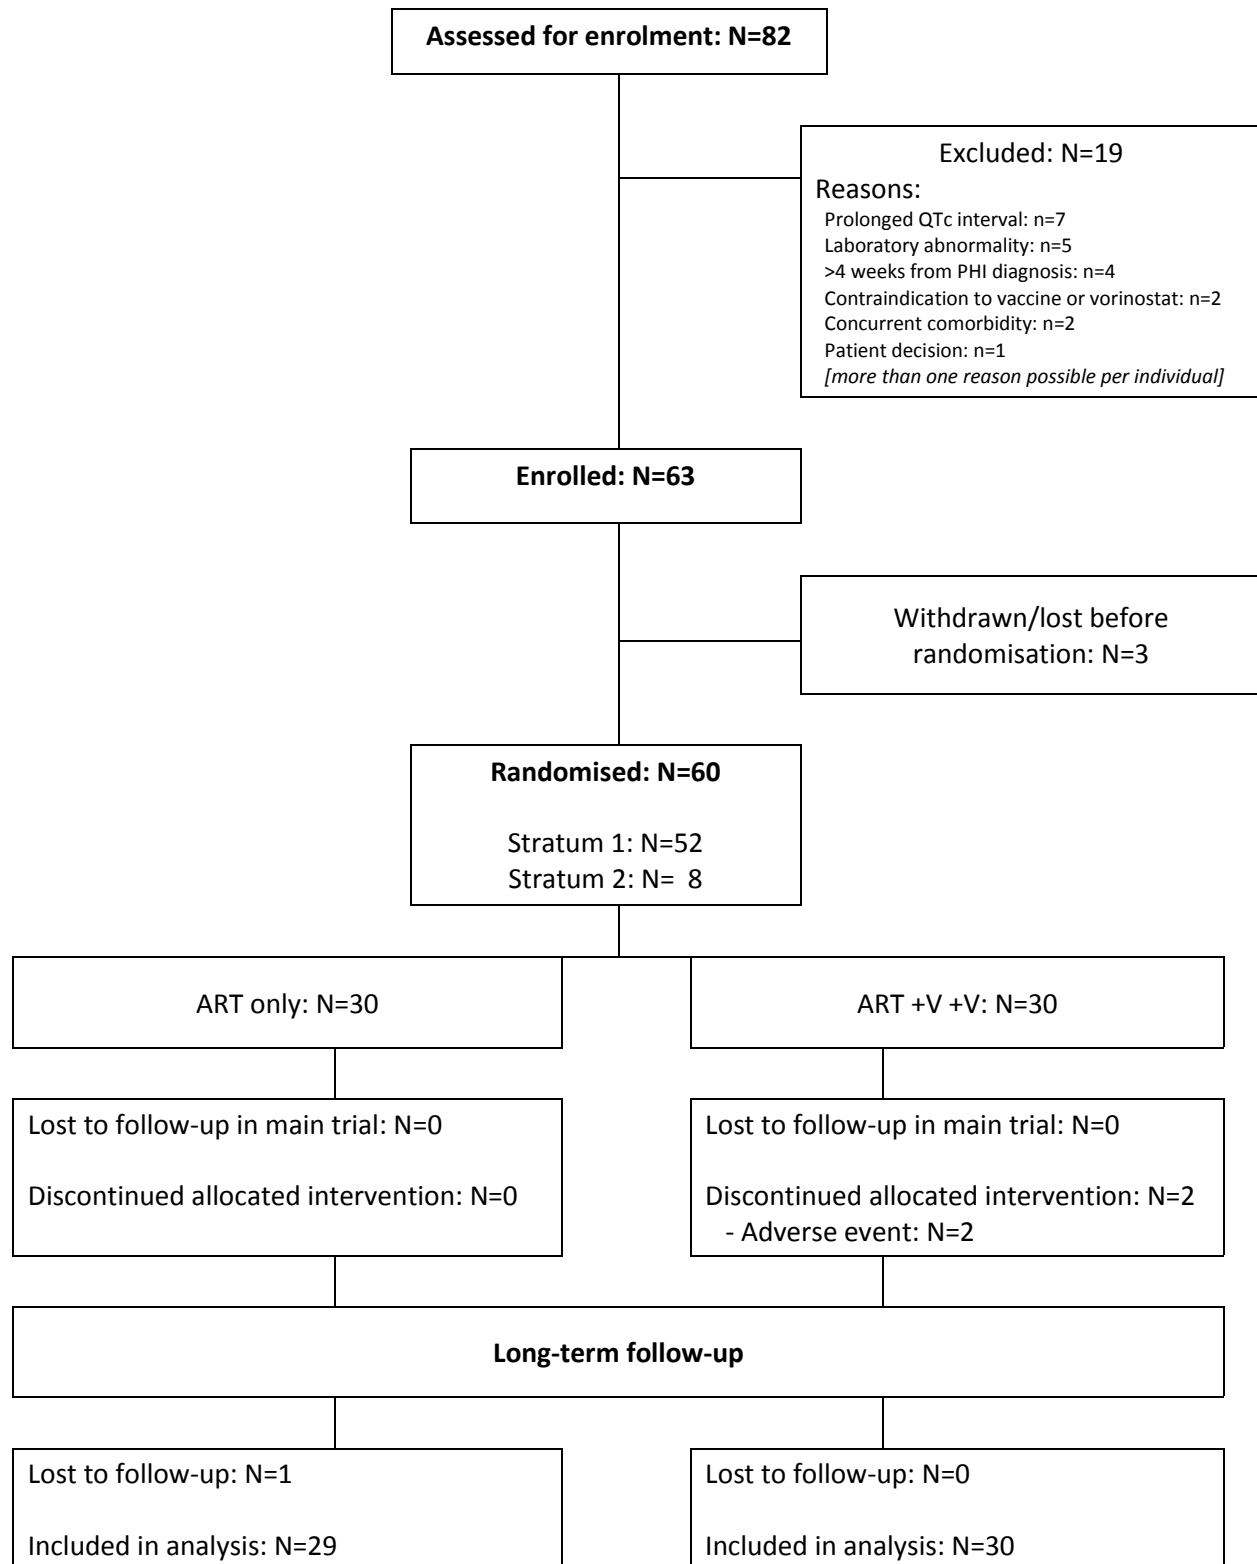 Assessed for enrolment: N=82
Excluded: N=19
Reasons:
Prolonged QTc interval: n=7
Laboratory abnormality: n=5
>4 weeks from PHI diagnosis: n=4
Contraindication to vaccine or vorinostat: n=2
Concurrent comorbidity: n=2
Patient decision: n=1
[more than one reason possible per individual]
Enrolled: N=63
Withdrawn/lost before
randomisation: N=3
Randomised: N=60
Stratum 1: N=52
Stratum 2: N= 8
ART only: N=30
ART +V +V: N=30
Lost to follow-up in main trial: N=0
Discontinued allocated intervention: N=0
Lost to follow-up in main trial: N=0
Discontinued allocated intervention: N=2
- Adverse event: N=2
Long-term follow-up
Lost to follow-up: N=1
Included in analysis: N=29
Lost to follow-up: N=0
Included in analysis: N=30